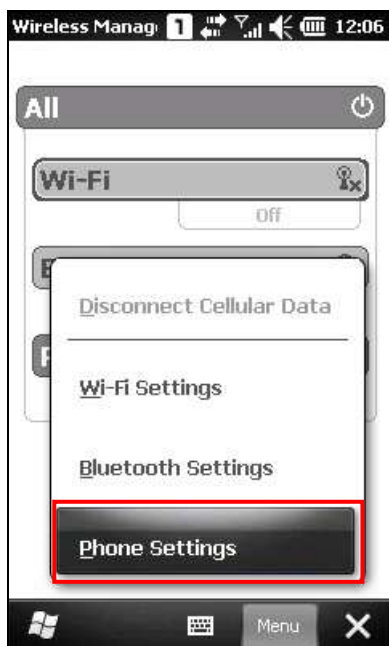 Wireless Manag 1 12:06
All
Wi-Fi
Off
B
Disconnect Cellular Data
P
Wi-Fi Settings
Bluetooth Settings
Phone Settings
Menu